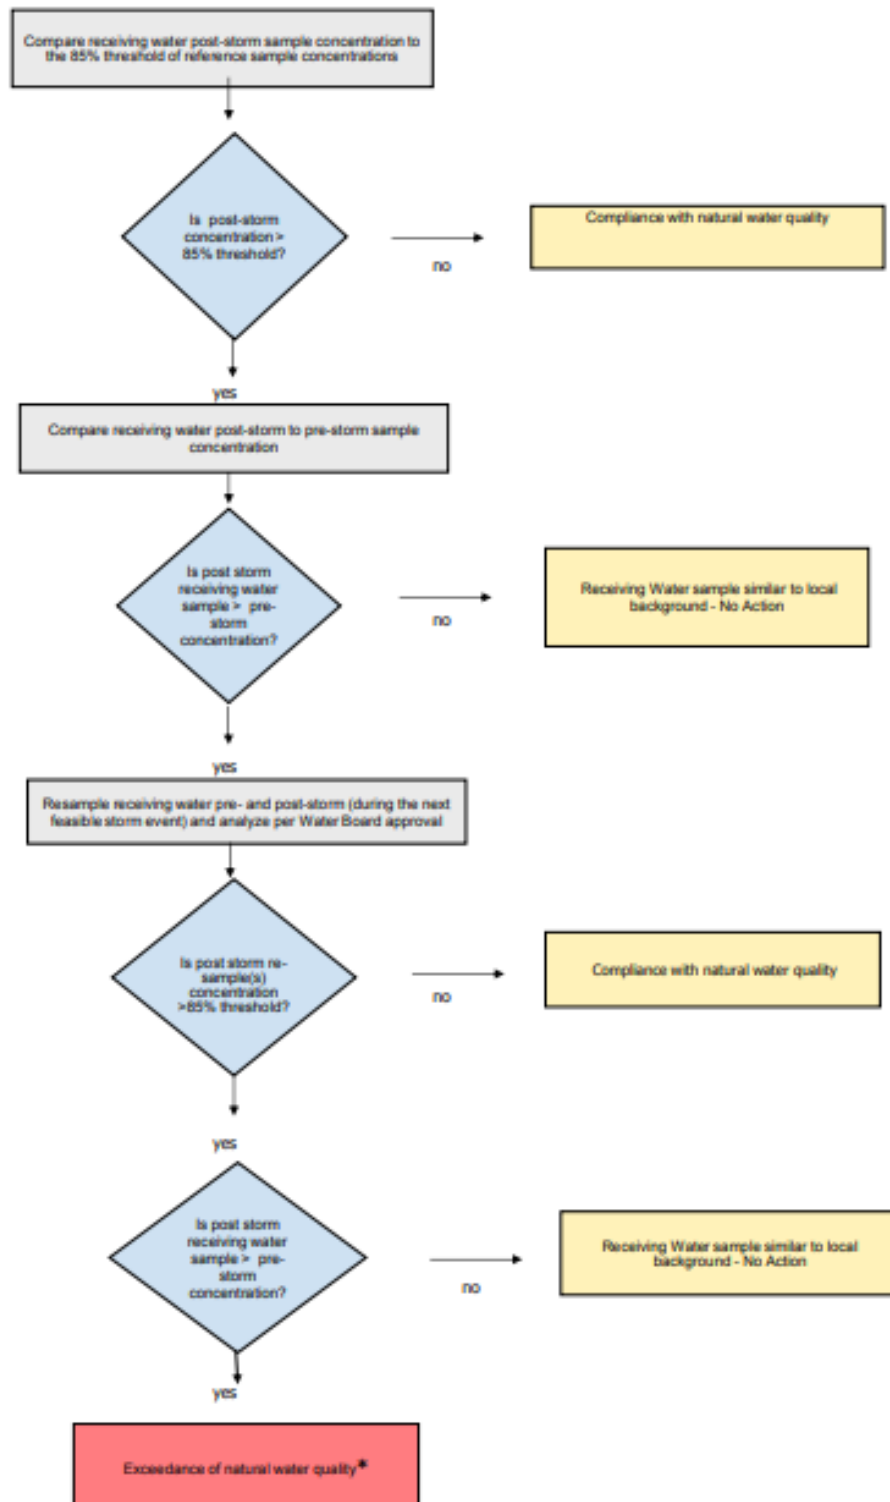 Compare receiving water post-storm sample concentration to
the 85% threshold of reference sample concentrations
Is post-storm
concentration >
85% threshold?
no
Compliance with natural water quality
yes
Compare receiving water post-storm to pre-storm sample
concentration
Is post storm
receiving water
sample > pre-
storm
concentration?
no
Receiving Water sample similar to local
background - No Action
yes
Resample receiving water pre- and post-storm (during the next
feasible storm event) and analyze per Water Board approval
Is post storm re-
sample(s)
concentration
>85% threshold?
no
Compliance with natural water quality
yes
Is post storm
receiving water
sample > pre-
storm
concentration?
no
Receiving Water sample similar to local
background - No Action
yes
Exceedance of natural water quality*